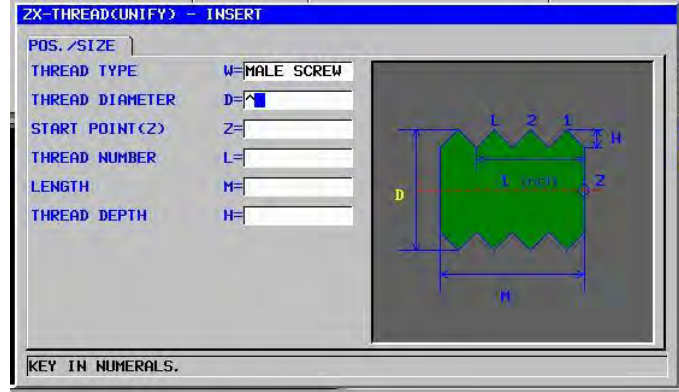 ZX-THREAD(UNIFY) - INSERT
POS./SIZE
THREAD TYPE W=MALE SCREW
THREAD DIAMETER D=^
START POINT(Z) Z=
THREAD NUMBER L=
LENGTH M=
THREAD DEPTH H=
L 2 1
H
1 (inch) Z
D
M
KEY IN NUMERALS.